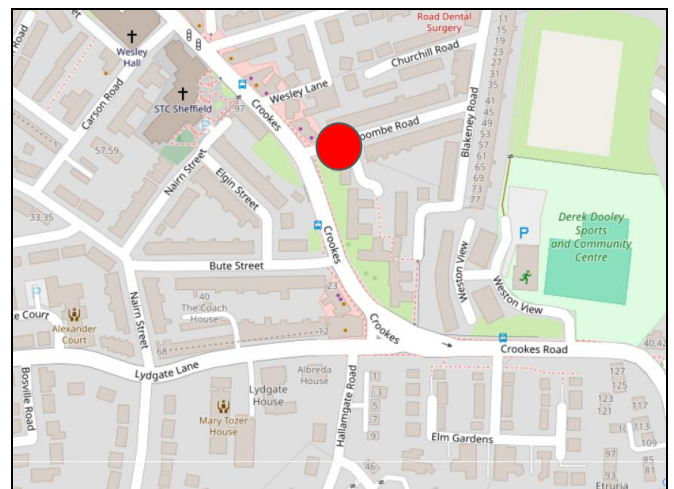 Road Dental
Surgery
Road
Wesley
Hall
Churchill Road
Wesley Lane
Carson Road
STC Sheffield
97
Crookes
oombe Road
Blakeney Road
11
15
19
23
27
31
35
41
45
49
53
57
61
65
69
73
77
P
57;59
Nairn Street
Elgin Street
33;35
Crookes
Derek Dooley
Sports
and Community
Centre
P
Bute Street
Weston View
Weston View
P
40
The Coach
House
23
12
e Court
Alexander
Court
Nairn Street
Crookes
Crookes Road
40;42
68
Lydgate Lane
Bosville Road
Albreda
House
Lydgate
House
Mary Tozer
House
Hallamgate Road
1
3
5
7
9
Elm Gardens
46
127
125
123
121
113
109
97
85
93
81
Etruria